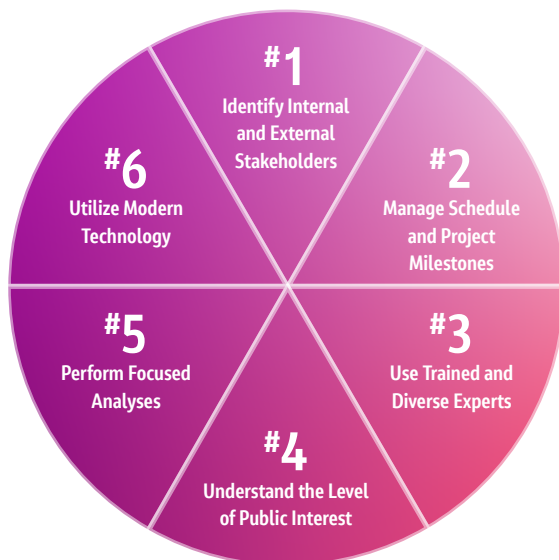 #1
Identify Internal
and External
Stakeholders
#2
Manage Schedule
and Project
Milestones
#3
Use Trained and
Diverse Experts
#4
Understand the Level
of Public Interest
#5
Perform Focused
Analyses
#6
Utilize Modern
Technology